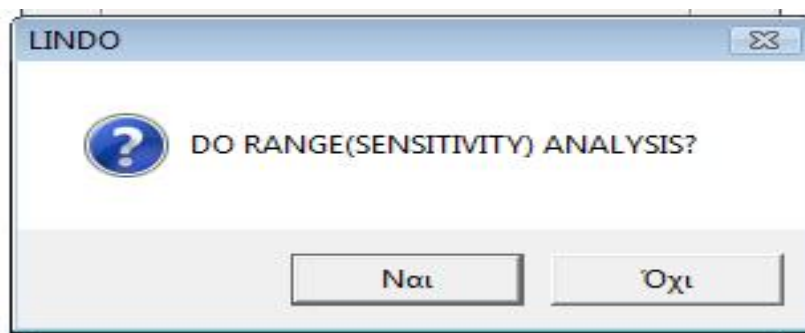 LINDO
DO RANGE(SENSITIVITY) ANALYSIS?
Ναι Όχι